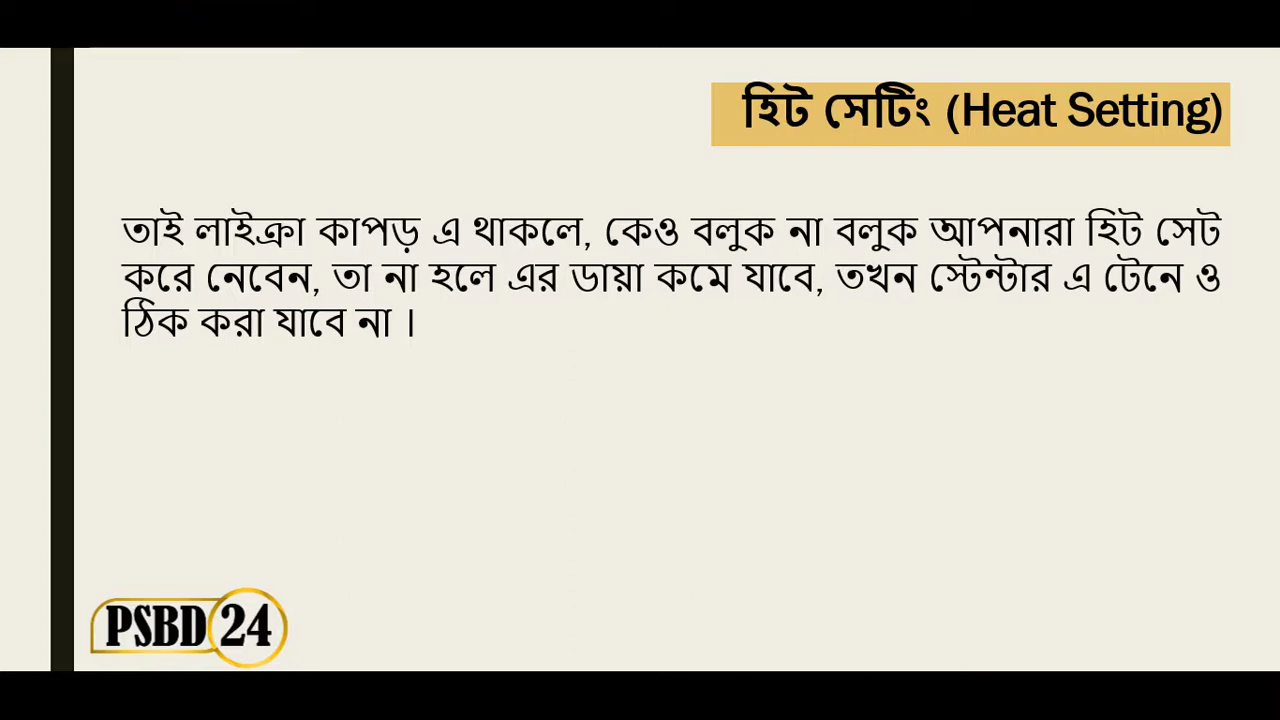 হিট সেটিং (Heat Setting)
তাই লাইক্রা কাপড় এ থাকলে, কেও বলুক না বলুক আপনারা হিট সেট
করে নেবেন, তা না হলে এর ডায়া কমে যাবে, তখন স্টেন্টার এ টেনে ও
ঠিক করা যাবে না ।
PSBD 24